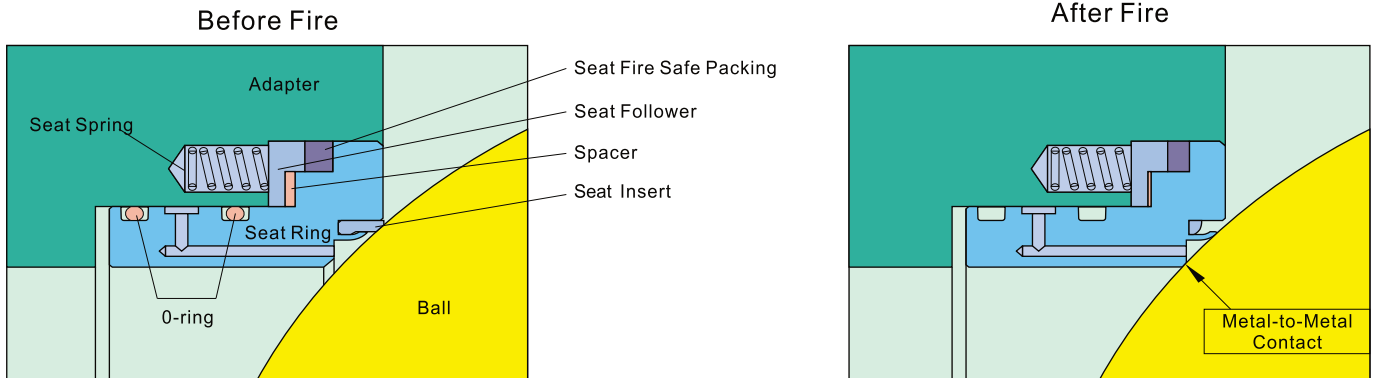 Before Fire
After Fire
Adapter
Seat Spring
Seat Fire Safe Packing
Seat Follower
Spacer
Seat Insert
Seat Ring
0-ring
Ball
Metal-to-Metal
Contact